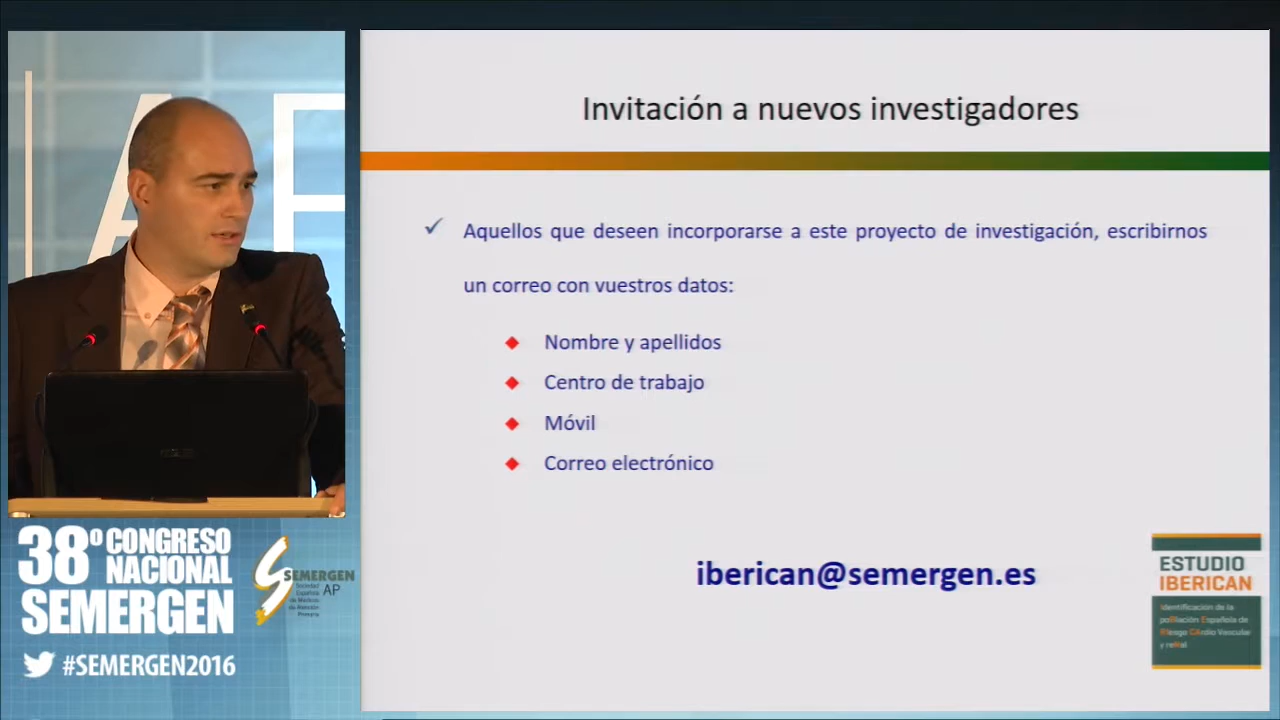 Invitación a nuevos investigadores
✓ Aquellos que deseen incorporarse a este proyecto de investigación, escribirnos
un correo con vuestros datos:
Nombre y apellidos
Centro de trabajo
Móvil
Correo electrónico
iberican@semergen.es
ESTUDIO
IBERICAN
Identificación de la
poBlación Española de
RIesgo CArdio Vascular
y reNal
38º CONGRESO
NACIONAL
SEMERGEN
SEMERGEN
Sociedad
Española
de Médicos
de Atención
Primaria
AP
#SEMERGEN2016